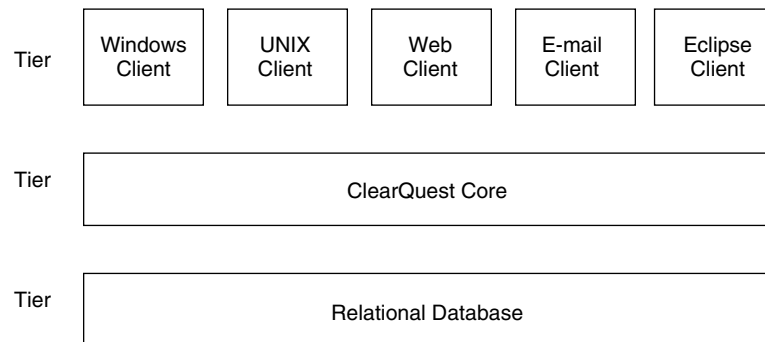 Tier
Windows
Client
UNIX
Client
Web
Client
E-mail
Client
Eclipse
Client
Tier
ClearQuest Core
Tier
Relational Database